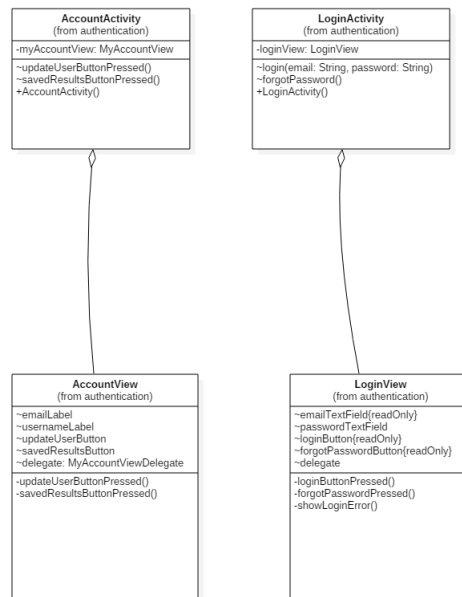 AccountActivity
(from authentication)
-myAccountView: MyAccountView
~updateUserButtonPressed()
~savedResultsButtonPressed()
+AccountActivity()
LoginActivity
(from authentication)
-loginView: LoginView
~login(email: String, password: String)
~forgotPassword()
+LoginActivity()
AccountView
(from authentication)
~emailLabel
~usernameLabel
~updateUserButton
~savedResultsButton
~delegate: MyAccountViewDelegate
-updateUserButtonPressed()
-savedResultsButtonPressed()
LoginView
(from authentication)
~emailTextField{readOnly}
~passwordTextField
~loginButton{readOnly}
~forgotPasswordButton{readOnly}
~delegate
-loginButtonPressed()
-forgotPasswordPressed()
-showLoginError()